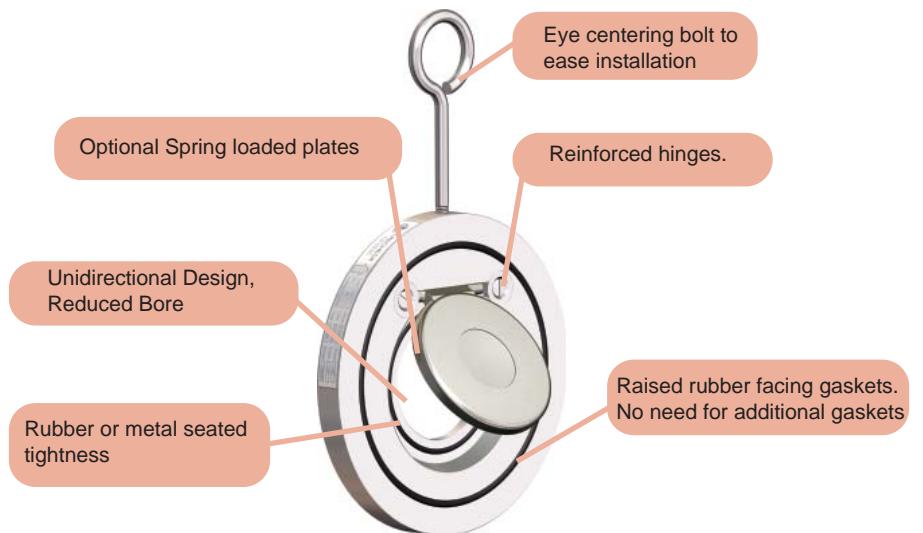 Eye centering bolt to
ease installation
Optional Spring loaded plates
Reinforced hinges.
Unidirectional Design,
Reduced Bore
Raised rubber facing gaskets.
No need for additional gaskets
Rubber or metal seated
tightness